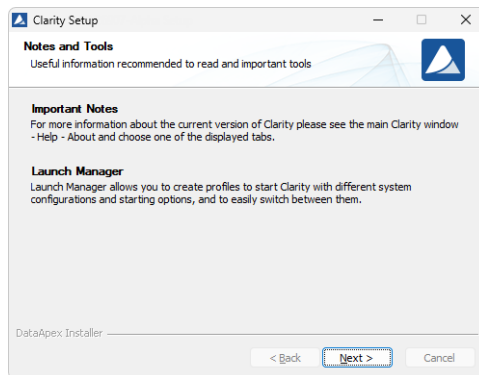 Clarity Setup
Notes and Tools
Useful information recommended to read and important tools
Important Notes
For more information about the current version of Clarity please see the main Clarity window
- Help - About and choose one of the displayed tabs.
Launch Manager
Launch Manager allows you to create profiles to start Clarity with different system
configurations and starting options, and to easily switch between them.
DataApex Installer
< Back
Next >
Cancel